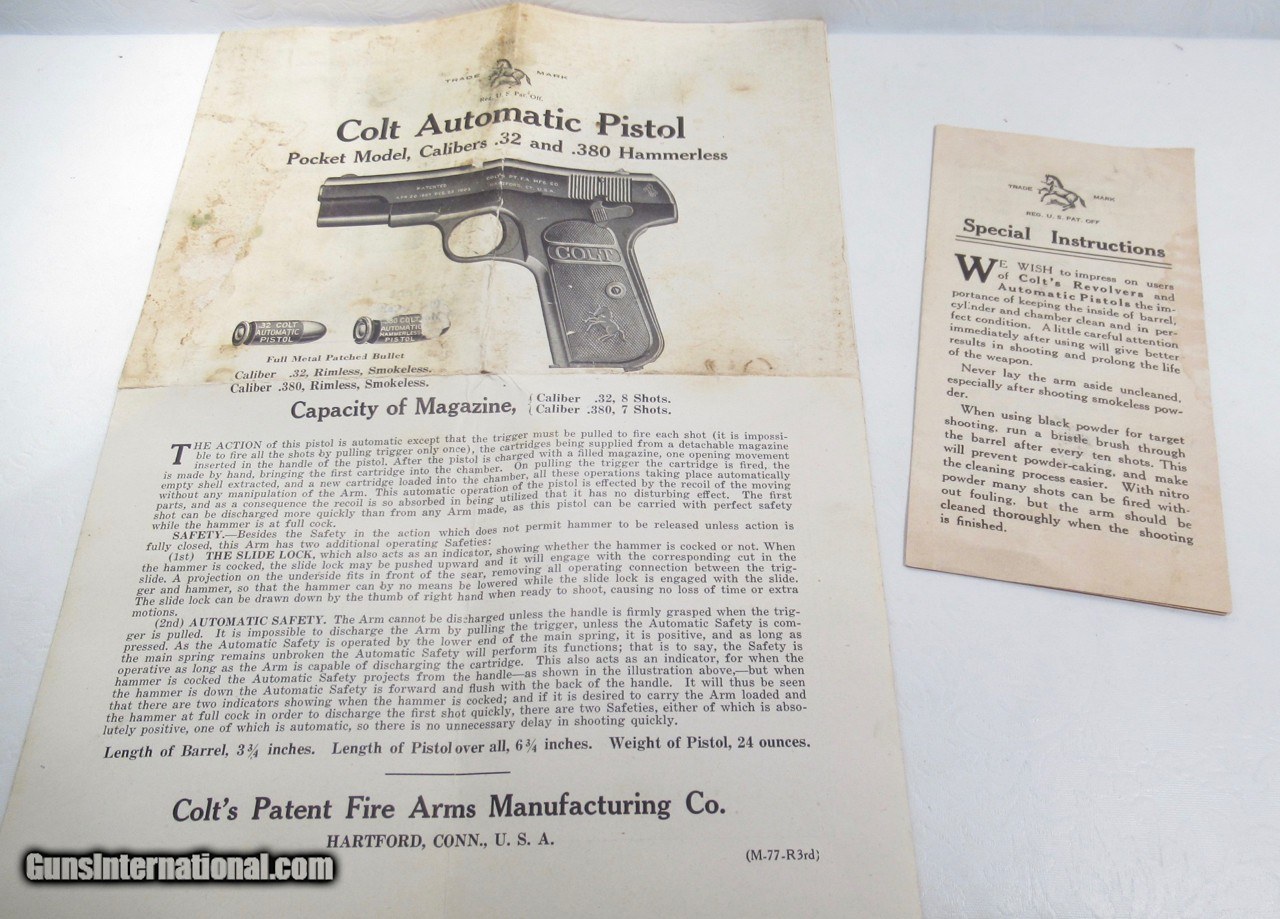 TRADE MARK
REG. U. S. PAT. OFF.
Colt Automatic Pistol
Pocket Model, Calibers .32 and .380 Hammerless
PATENTED
COLT'S PT. F.A. MFG. CO.
HARTFORD, CT. U.S.A.
COLT
.32 COLT
AUTOMATIC
PISTOL
.380 COLT
AUTOMATIC
HAMMERLESS
PISTOL
Full Metal Patched Bullet
Caliber .32, Rimless, Smokeless.
Caliber .380, Rimless, Smokeless.
Capacity of Magazine, { Caliber .32, 8 Shots.
{ Caliber .380, 7 Shots.
THE ACTION of this pistol is automatic except that the trigger must be pulled to fire each shot (it is impossi-
ble to fire all the shots by pulling trigger only once), the cartridges being supplied from a detachable magazine
inserted in the handle of the pistol. After the pistol is charged with a filled magazine, one opening movement
is made by hand, bringing the first cartridge into the chamber. On pulling the trigger the cartridge is fired, the
empty shell extracted, and a new cartridge loaded into the chamber, all these operations taking place automatically
without any manipulation of the Arm. This automatic operation of the pistol is effected by the recoil of the moving
parts, and as a consequence the recoil is so absorbed in being utilized that it has no disturbing effect. The first
shot can be discharged more quickly than from any Arm made, as this pistol can be carried with perfect safety
while the hammer is at full cock.
SAFETY.—Besides the Safety in the action which does not permit hammer to be released unless action is
fully closed, this Arm has two additional operating Safeties:
(1st) THE SLIDE LOCK, which also acts as an indicator, showing whether the hammer is cocked or not. When
the hammer is cocked, the slide lock may be pushed upward and it will engage with the corresponding cut in the
slide. A projection on the underside fits in front of the sear, removing all operating connection between the trig-
ger and hammer, so that the hammer can by no means be lowered while the slide lock is engaged with the slide.
The slide lock can be drawn down by the thumb of right hand when ready to shoot, causing no loss of time or extra
motions.
(2nd) AUTOMATIC SAFETY. The Arm cannot be discharged unless the handle is firmly grasped when the trig-
ger is pulled. It is impossible to discharge the Arm by pulling the trigger, unless the Automatic Safety is com-
pressed. As the Automatic Safety is operated by the lower end of the main spring, it is positive, and as long as
the main spring remains unbroken the Automatic Safety will perform its functions; that is to say, the Safety is
operative as long as the Arm is capable of discharging the cartridge. This also acts as an indicator, for when the
hammer is cocked the Automatic Safety projects from the handle—as shown in the illustration above,—but when
the hammer is down the Automatic Safety is forward and flush with the back of the handle. It will thus be seen
that there are two indicators showing when the hammer is cocked; and if it is desired to carry the Arm loaded and
the hammer at full cock in order to discharge the first shot quickly, there are two Safeties, either of which is abso-
lutely positive, one of which is automatic, so there is no unnecessary delay in shooting quickly.
Length of Barrel, 3¾ inches. Length of Pistol over all, 6¾ inches. Weight of Pistol, 24 ounces.
Colt's Patent Fire Arms Manufacturing Co.
HARTFORD, CONN., U. S. A.
(M-77-R3rd)
TRADE MARK
REG. U. S. PAT. OFF
Special Instructions
WE WISH to impress on users
of Colt's Revolvers and
Automatic Pistols the im-
portance of keeping the inside of barrel,
cylinder and chamber clean and in per-
fect condition. A little careful attention
immediately after using will give better
results in shooting and prolong the life
of the weapon.
Never lay the arm aside uncleaned,
especially after shooting smokeless pow-
der.
When using black powder for target
shooting, run a bristle brush through
the barrel after every ten shots. This
will prevent powder-caking, and make
the cleaning process easier. With nitro
powder many shots can be fired with-
out fouling, but the arm should be
cleaned thoroughly when the shooting
is finished.
GunsInternational.com